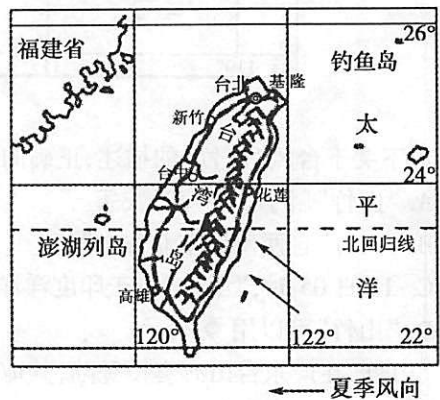 福建省
26°
钓鱼岛
台北
基隆
新竹
台
太
台中
24°
湾
花莲
平
澎湖列岛
北回归线
岛
洋
高雄
120°
122°
22°
夏季风向